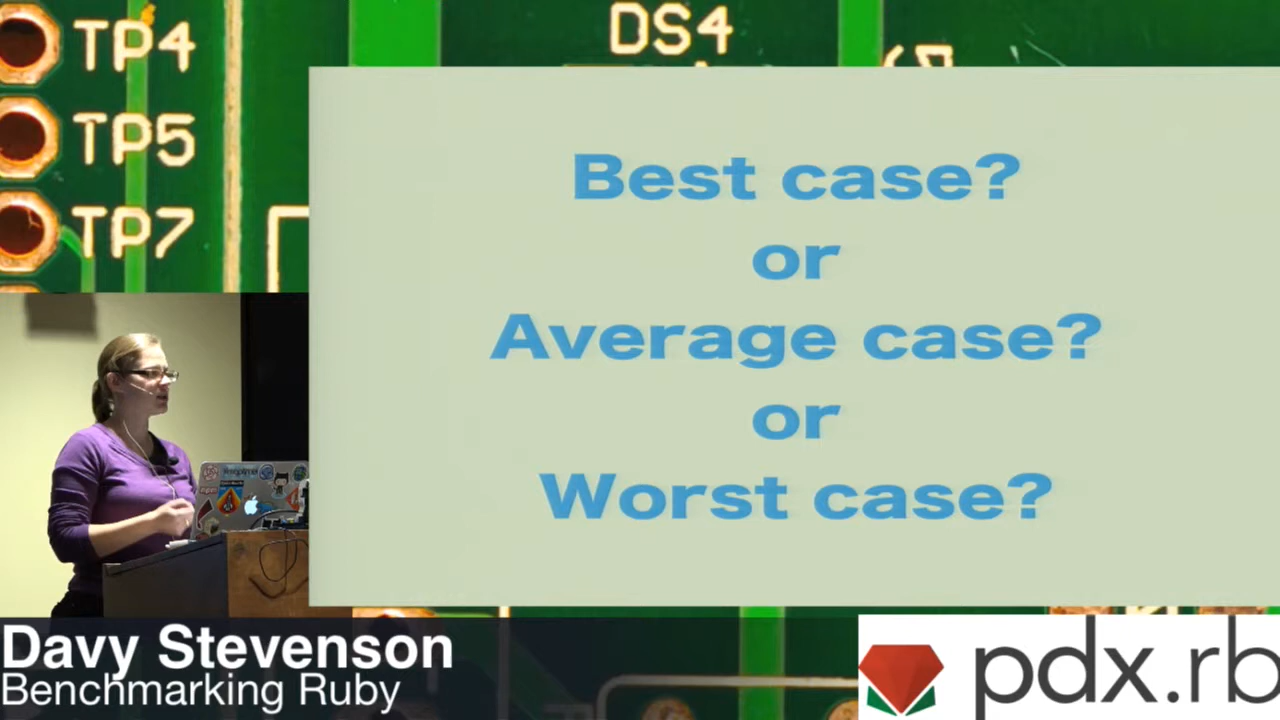 TP4
DS4
TP5
TP7
Best case?
or
Average case?
or
Worst case?
Davy Stevenson
Benchmarking Ruby
pdx.rb